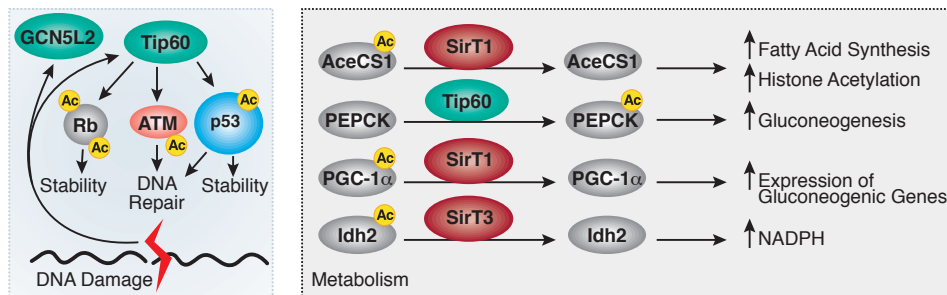 GCN5L2
Tip60
Ac
Ac
Rb
Ac
ATM
Ac
p53
Ac
Stability
DNA
Repair
Stability
DNA Damage
Ac
AceCS1
SirT1
AceCS1
Fatty Acid Synthesis
Histone Acetylation
PEPCK
Tip60
Ac
PEPCK
Gluconeogenesis
Ac
PGC-1α
SirT1
PGC-1α
Expression of
Gluconeogenic Genes
Ac
Idh2
SirT3
Idh2
NADPH
Metabolism